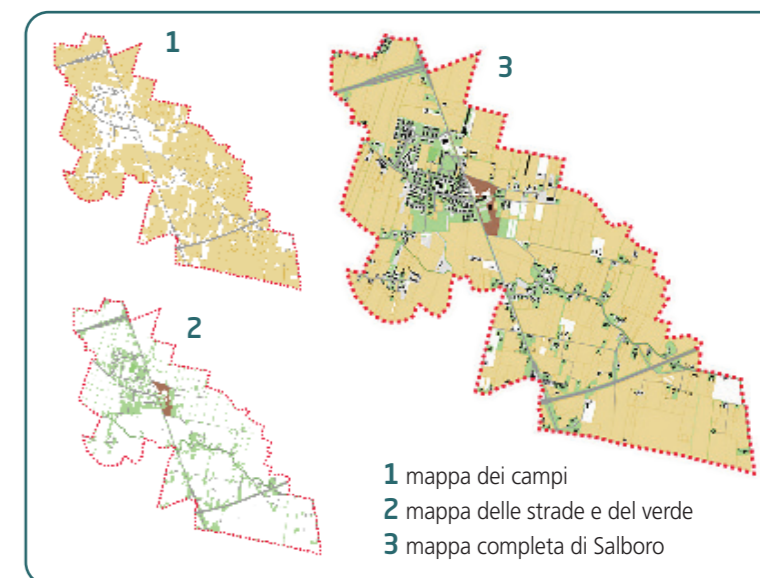 1
3
2
1 mappa dei campi
2 mappa delle strade e del verde
3 mappa completa di Salboro